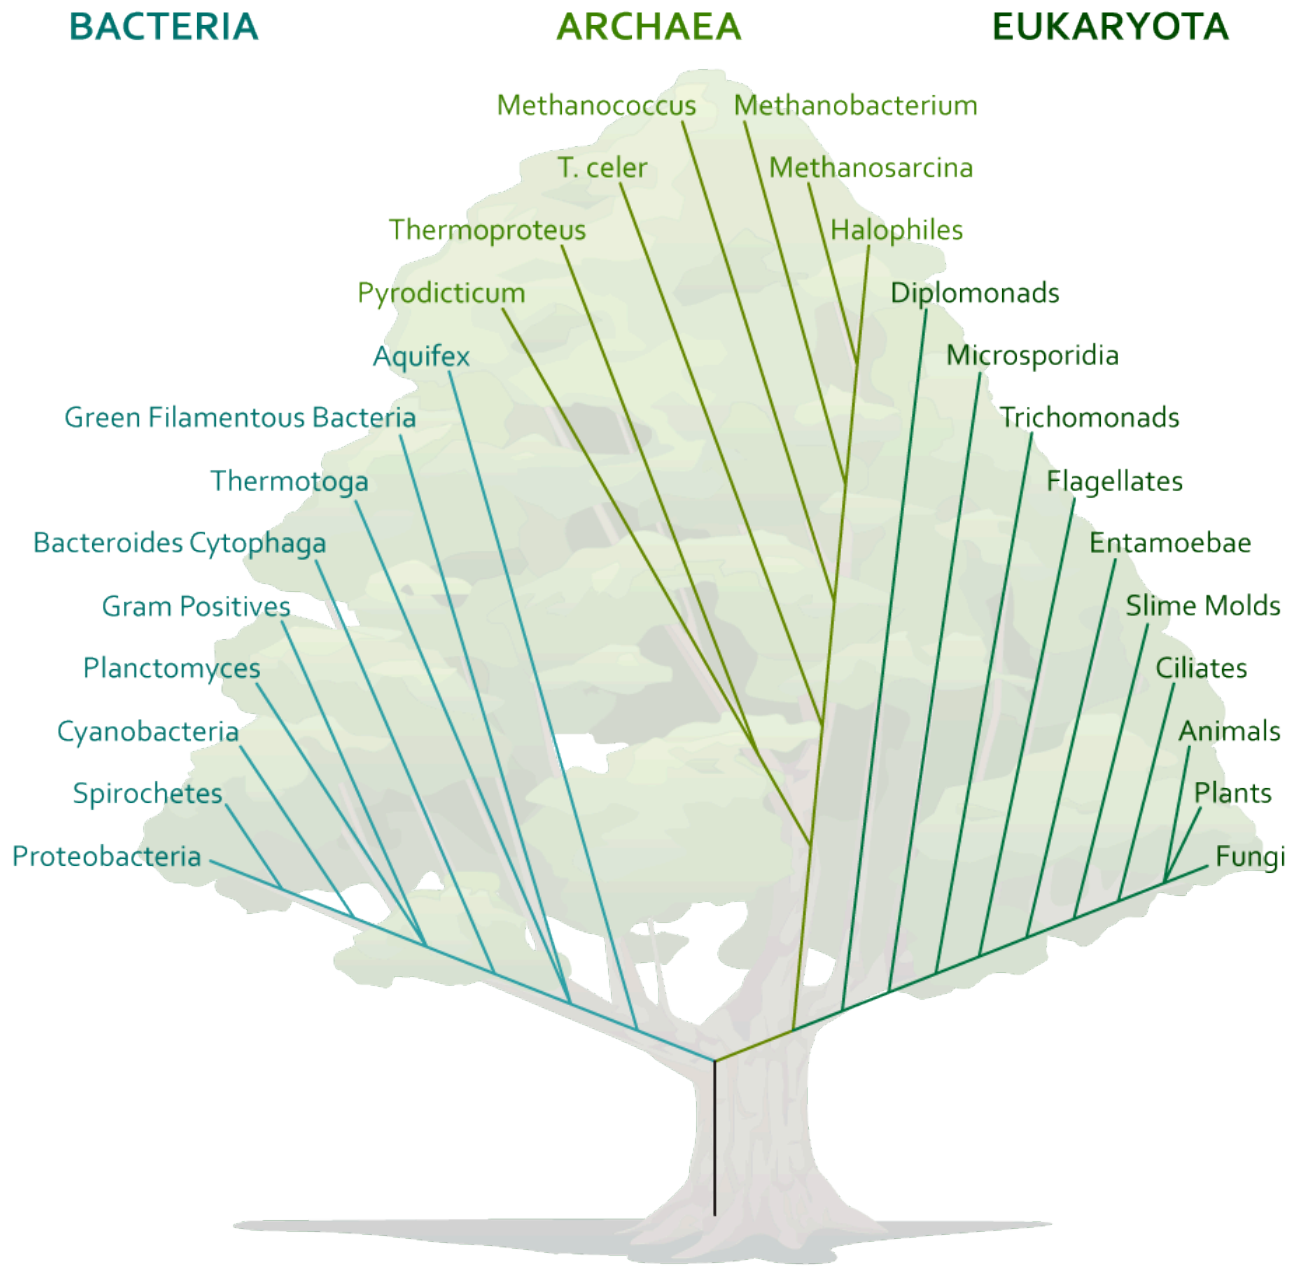 BACTERIA
ARCHAEA
EUKARYOTA
Methanococcus
Methanobacterium
T. celer
Methanosarcina
Thermoproteus
Halophiles
Pyrodicticum
Diplomonads
Aquifex
Microsporidia
Green Filamentous Bacteria
Trichomonads
Thermotoga
Flagellates
Bacteroides Cytophaga
Entamoebae
Gram Positives
Slime Molds
Planctomyces
Ciliates
Cyanobacteria
Animals
Spirochetes
Plants
Proteobacteria
Fungi